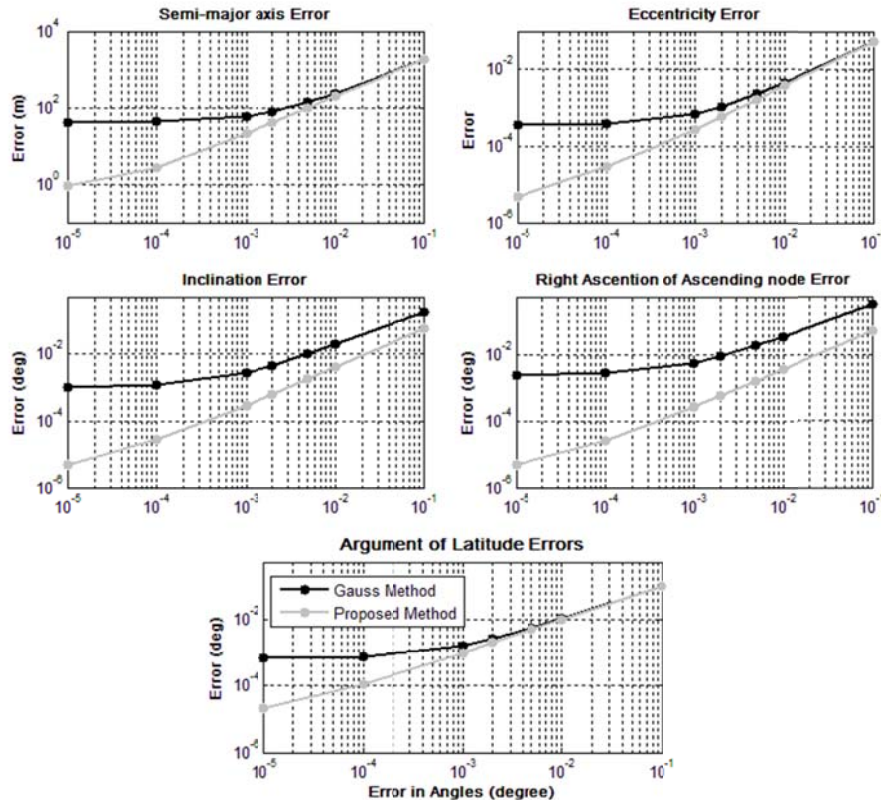 Semi-major axis Error
Eccentricity Error
10^4
10^2
10^0
Error (m)
10^-5 10^-4 10^-3 10^-2 10^-1
10^-2
10^-4
10^-6
Error
10^-5 10^-4 10^-3 10^-2 10^-1
Inclination Error
Right Ascention of Ascending node Error
10^-2
10^-4
10^-6
Error (deg)
10^-5 10^-4 10^-3 10^-2 10^-1
10^-2
10^-4
10^-6
Error (deg)
10^-5 10^-4 10^-3 10^-2 10^-1
Argument of Latitude Errors
Gauss Method
Proposed Method
10^-2
10^-4
10^-6
Error (deg)
10^-5 10^-4 10^-3 10^-2 10^-1
Error in Angles (degree)